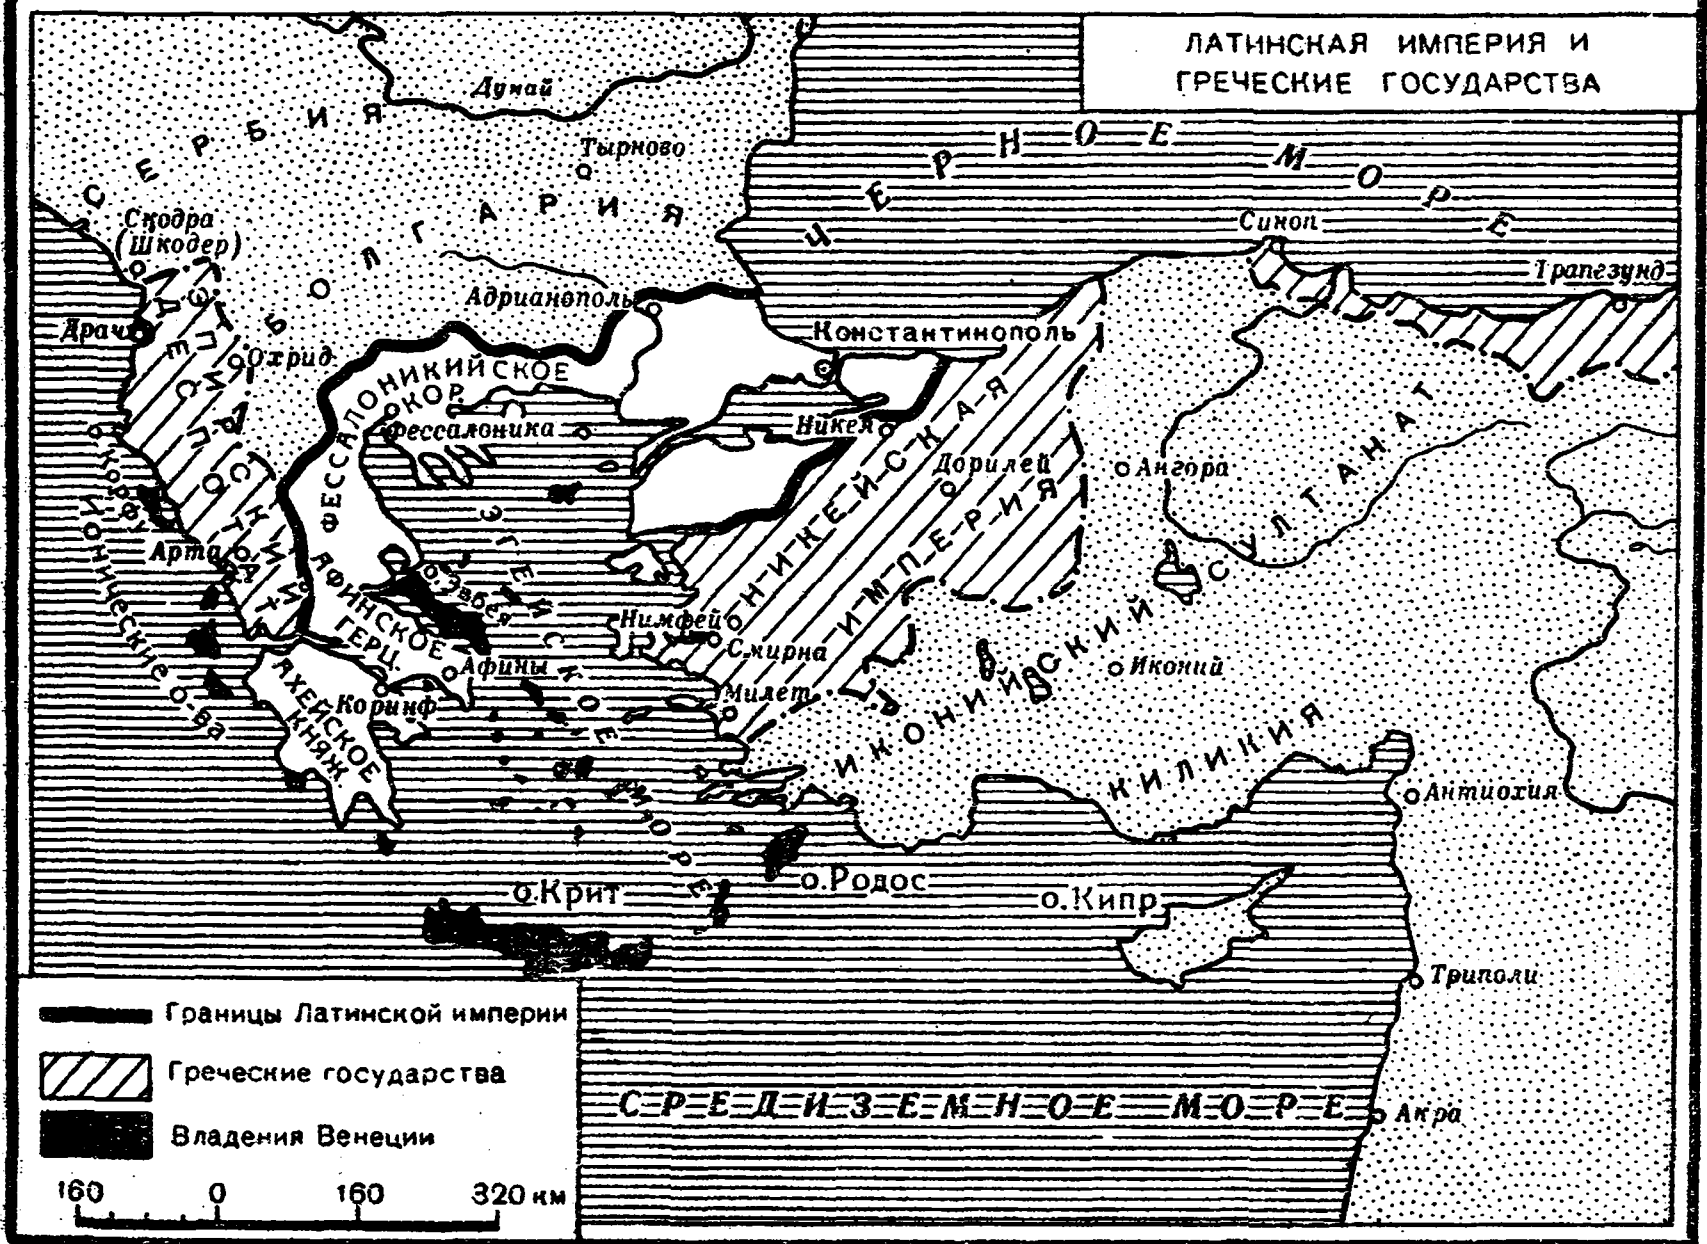 ЛАТИНСКАЯ ИМПЕРИЯ И
ГРЕЧЕСКИЕ ГОСУДАРСТВА
Дунай
СЕРБИЯ
Тырново
ЧЕРНОЕ МОРЕ
БОЛГАРИЯ
Скодра
(Шкодер)
Синоп
Трапезунд
Адрианополь
Драч
Константинополь
Охрид
ЭПИРСКИЙ
ДЕСПОТАТ
ФЕССАЛОНИКИЙСКОЕ
КОР.
Фессалоника
Никея
НИКЕЙСКАЯ
ИМПЕРИЯ
Дорилей
Ангора
ИКОНИЙСКИЙ СУЛТАНАТ
о. Корфу
Ионические о-ва
Арта
ЭГЕЙСКОЕ МОРЕ
о. Эвбея
АФИНСКОЕ
ГЕРЦ.
Нимфей
Смирна
Афины
Иконий
Милет
Коринф
АХЕЙСКОЕ
КНЯЖ
КИЛИКИЯ
Антиохия
о.Родос
о.Крит
о.Кипр
Триполи
СРЕДИЗЕМНОЕ МОРЕ
Акра
Границы Латинской империи
Греческие государства
Владения Венеции
160 0 160 320 км